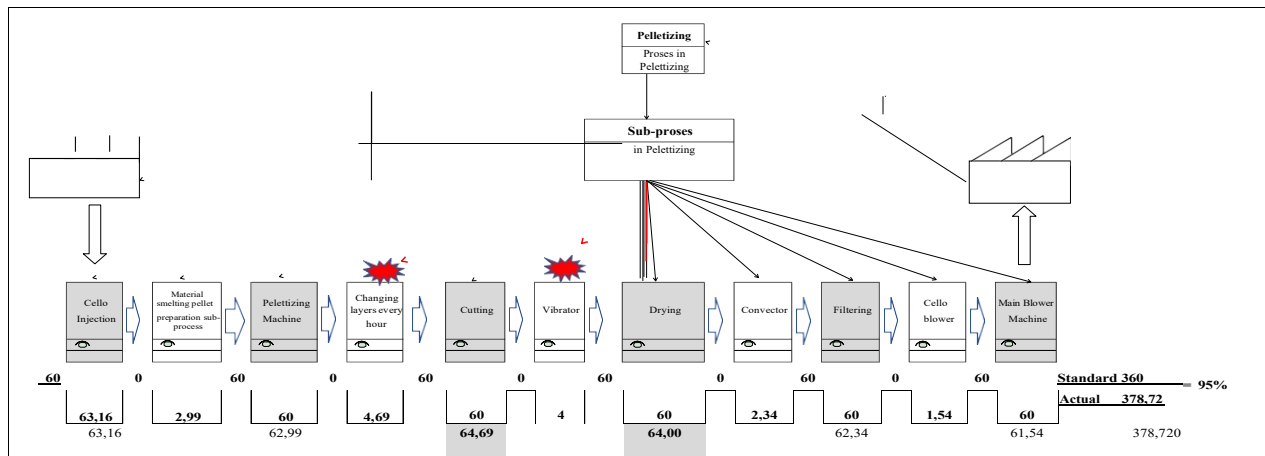 Pelletizing
Proses in
Pelettizing
Sub-proses
in Pelettizing
Cello
Injection
Material
smelting pellet
preparation sub-
process
Pelettizing
Machine
Changing
layers every
hour
Cutting
Vibrator
Drying
Convector
Filtering
Cello
blower
Main Blower
Machine
60 0 60 0 60 0 60 0 60 0 60 Standard 360 = 95%
63,16 2,99 60 4,69 60 4 60 2,34 60 1,54 60 Actual 378,72
63,16 62,99 64,69 64,00 62,34 61,54 378,720